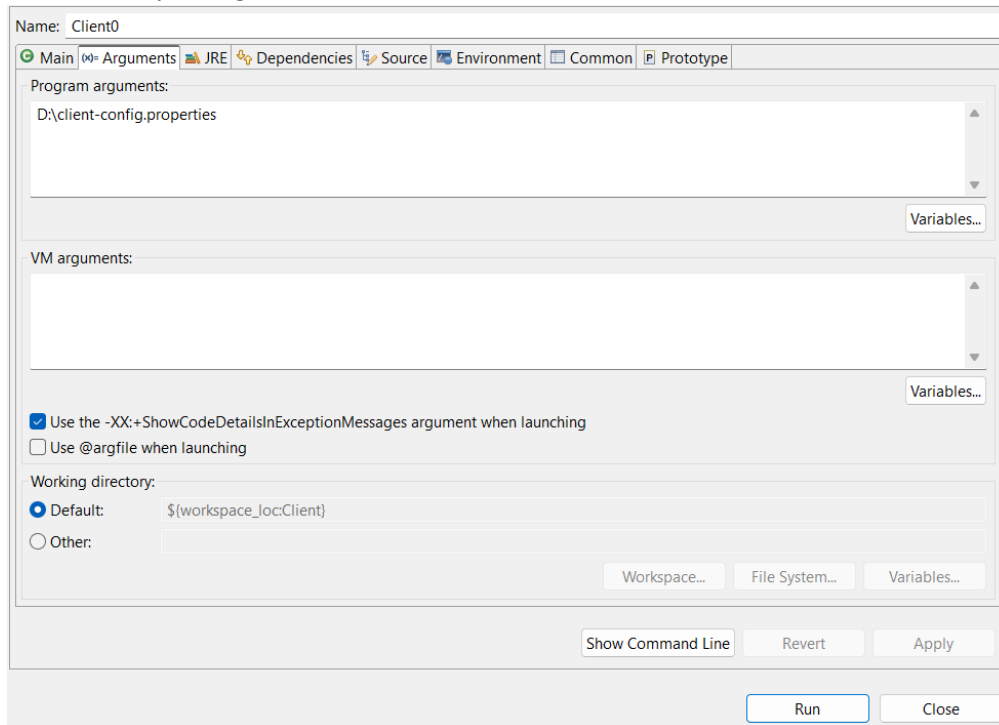 Name: Client0
Main (x)= Arguments JRE Dependencies Source Environment Common P Prototype
Program arguments:
D:\client-config.properties
Variables...
VM arguments:
Variables...
Use the -XX:+ShowCodeDetailsInExceptionMessages argument when launching
Use @argfile when launching
Working directory:
Default: ${workspace_loc:Client}
Other:
Workspace... File System... Variables...
Show Command Line Revert Apply
Run Close